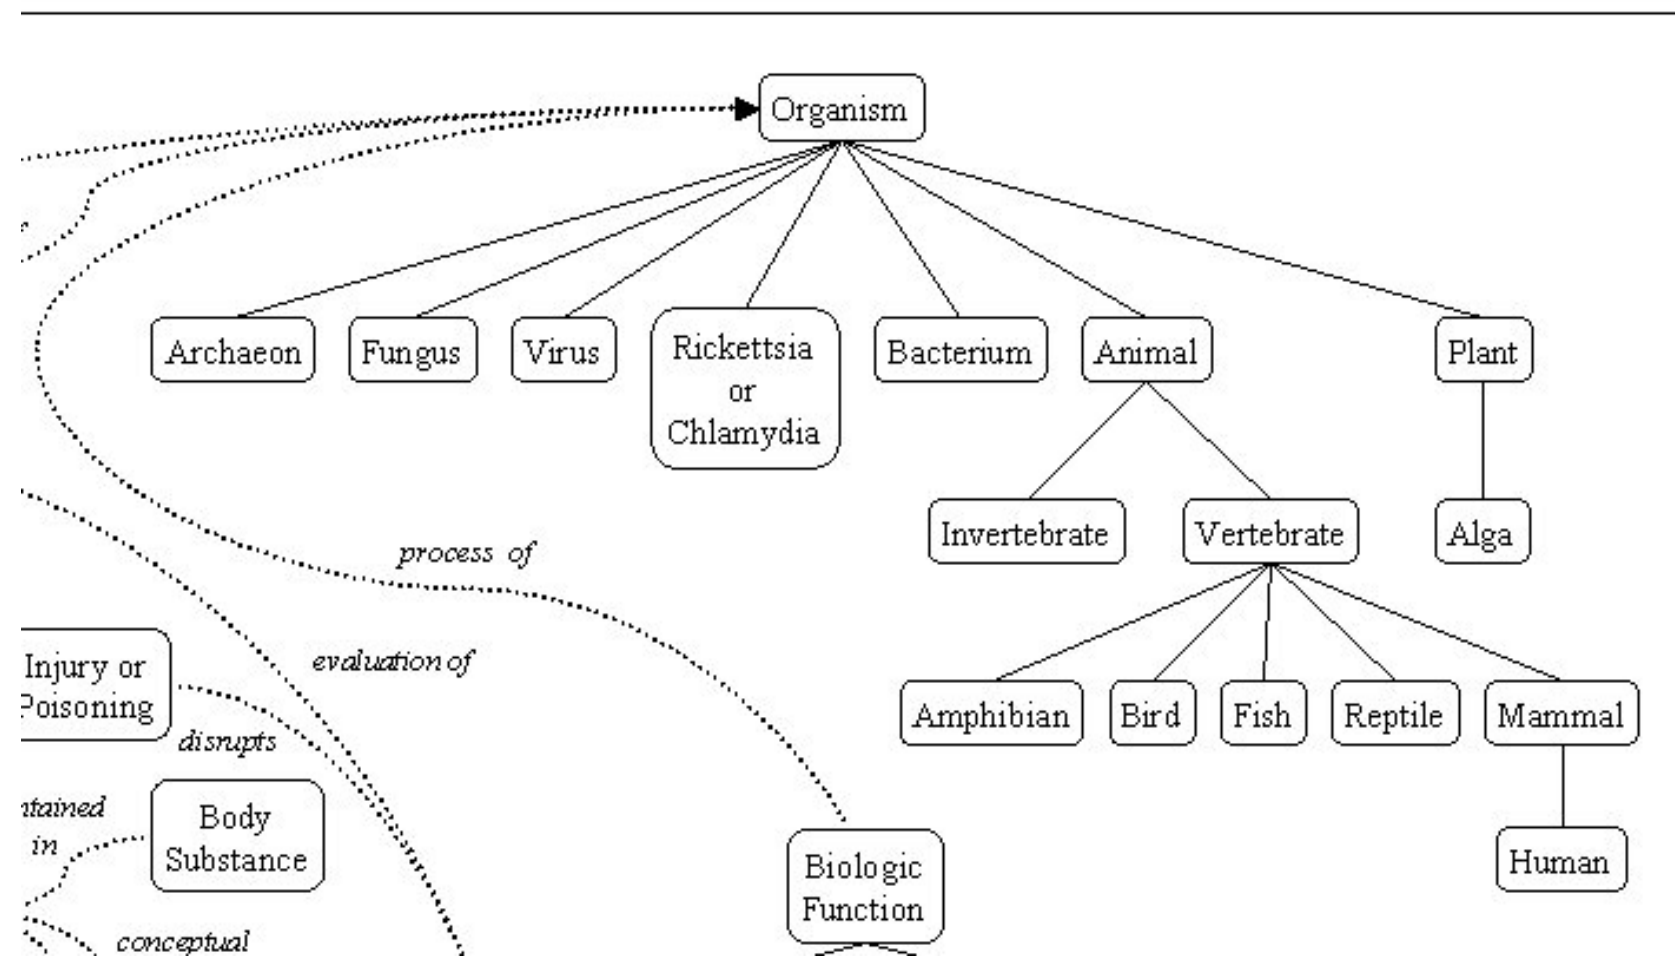 Organism
Archaeon
Fungus
Virus
Rickettsia
or
Chlamydia
Bacterium
Animal
Plant
Invertebrate
Vertebrate
Alga
process of
evaluation of
Injury or
Poisoning
disrupts
Amphibian
Bird
Fish
Reptile
Mammal
in
Body
Substance
Biologic
Function
Human
conceptual